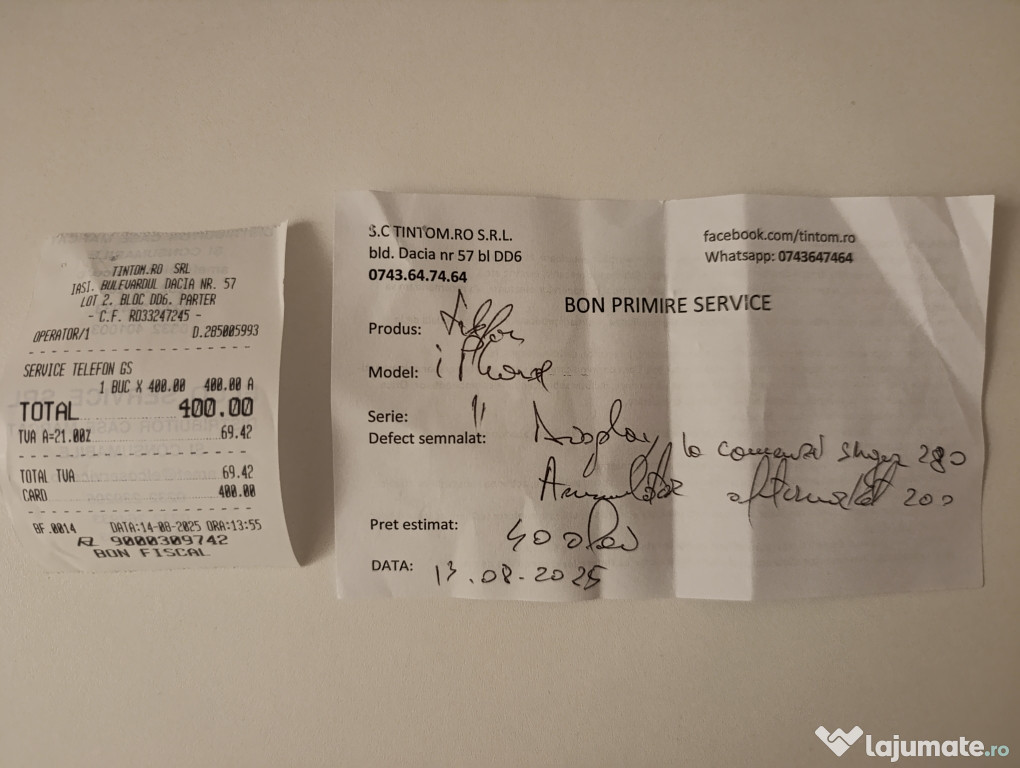 TINTOM.RO SRL
IASI. BULEVARDUL DACIA NR. 57
LOT 2. BLOC DD6. PARTER
- C.F. RO33247245 -
OPERATOR/1 D.285005993
SERVICE TELEFON GS
1 BUC X 400.00 400.00 A
TOTAL 400.00
TVA A=21.00% 69.42
TOTAL TVA 69.42
CARD 400.00
BF.0014 DATA:14-08-2025 ORA:13:55
9000309742
BON FISCAL
S.C TINTOM.RO S.R.L.
bld. Dacia nr 57 bl DD6
0743.64.74.64
facebook.com/tintom.ro
Whatsapp: 0743647464
BON PRIMIRE SERVICE
Produs:
Model: iPhone
Serie: 11
Defect semnalat: Display la comanda 280
aftermarket 200
Pret estimat: 400 lei
DATA: 13.08-2025
lajumate.ro